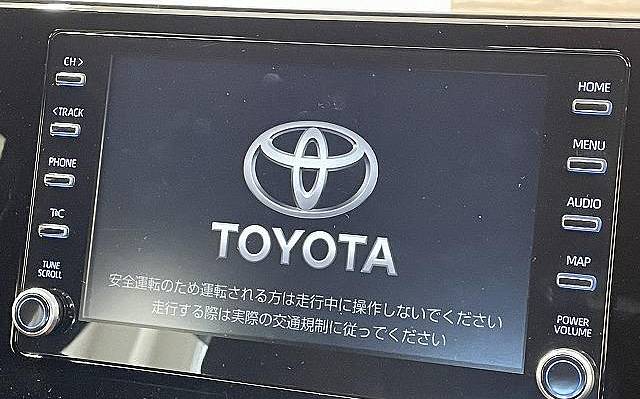 CH >
< TRACK
PHONE
T&C
TUNE
SCROLL
TOYOTA
安全運転のため運転される方は走行中に操作しないでください
走行する際は実際の交通規制に従ってください
HOME
MENU
AUDIO
MAP
POWER
VOLUME